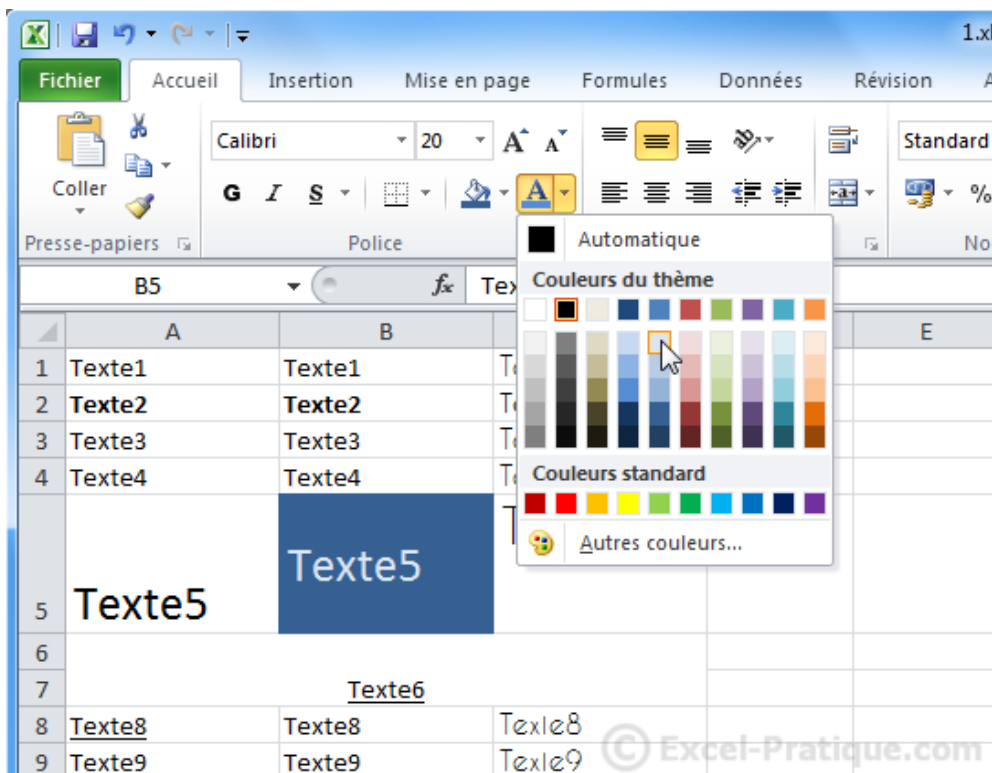 1.xl
Fichier Accueil Insertion Mise en page Formules Données Révision A
Calibri 20 A A Standard
Coller G I S A %
Presse-papiers Police No
Automatique
B5 fx Tex
Couleurs du thème
A B E
1 Texte1 Texte1
2 Texte2 Texte2
3 Texte3 Texte3
4 Texte4 Texte4
Couleurs standard
Autres couleurs...
5 Texte5 Texte5 T
6
7 Texte6
8 Texte8 Texte8 Texte8
9 Texte9 Texte9 Texte9
© Excel-Pratique.com